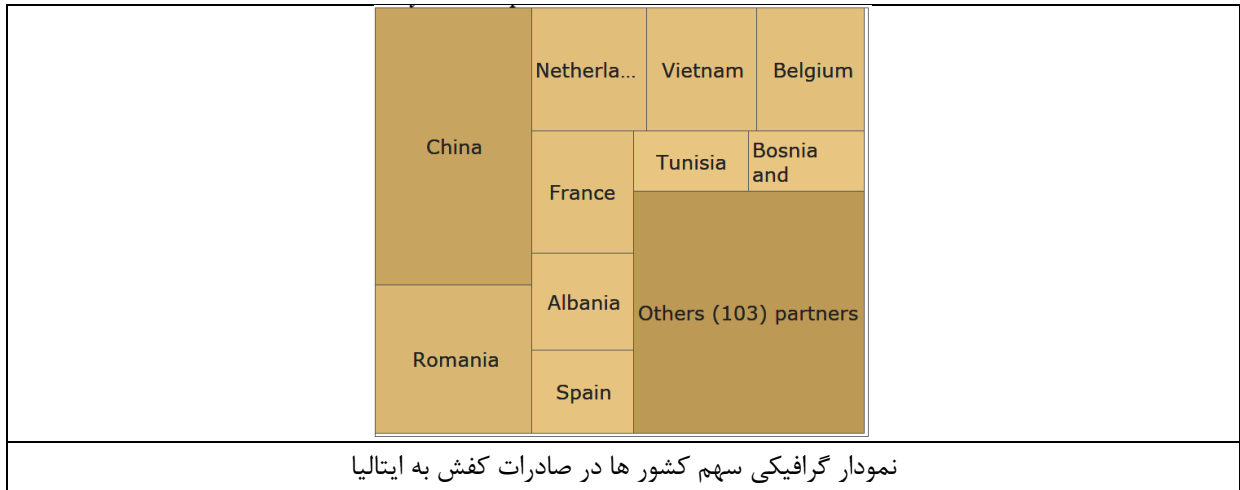 China
Romania
Netherla...
Vietnam
Belgium
France
Albania
Spain
Tunisia
Bosnia
and
Others (103) partners
نمودار گرافیکی سهم کشور ها در صادرات کفش به ایتالیا